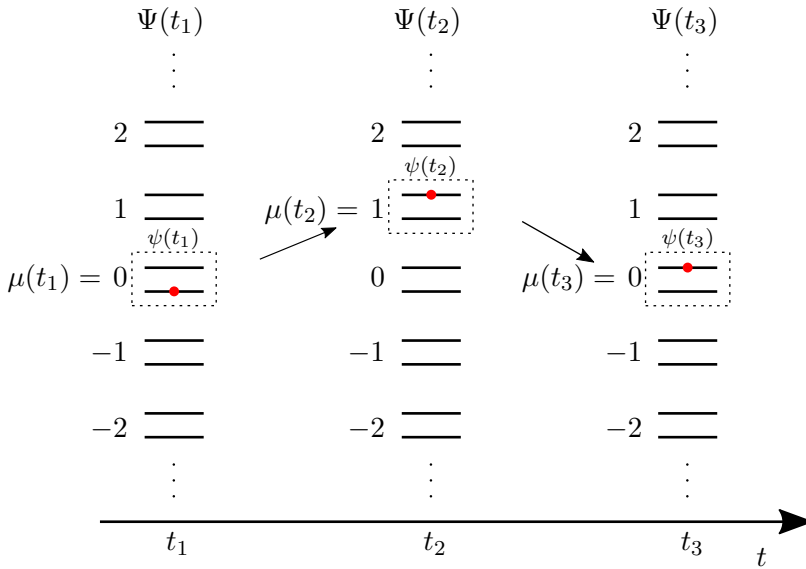 Ψ(t₁) Ψ(t₂) Ψ(t₃)
2 2 2
ψ(t₂)
1 μ(t₂) = 1 1
ψ(t₁) ψ(t₃)
μ(t₁) = 0 0 μ(t₃) = 0
−1 −1 −1
−2 −2 −2
t₁ t₂ t₃
t